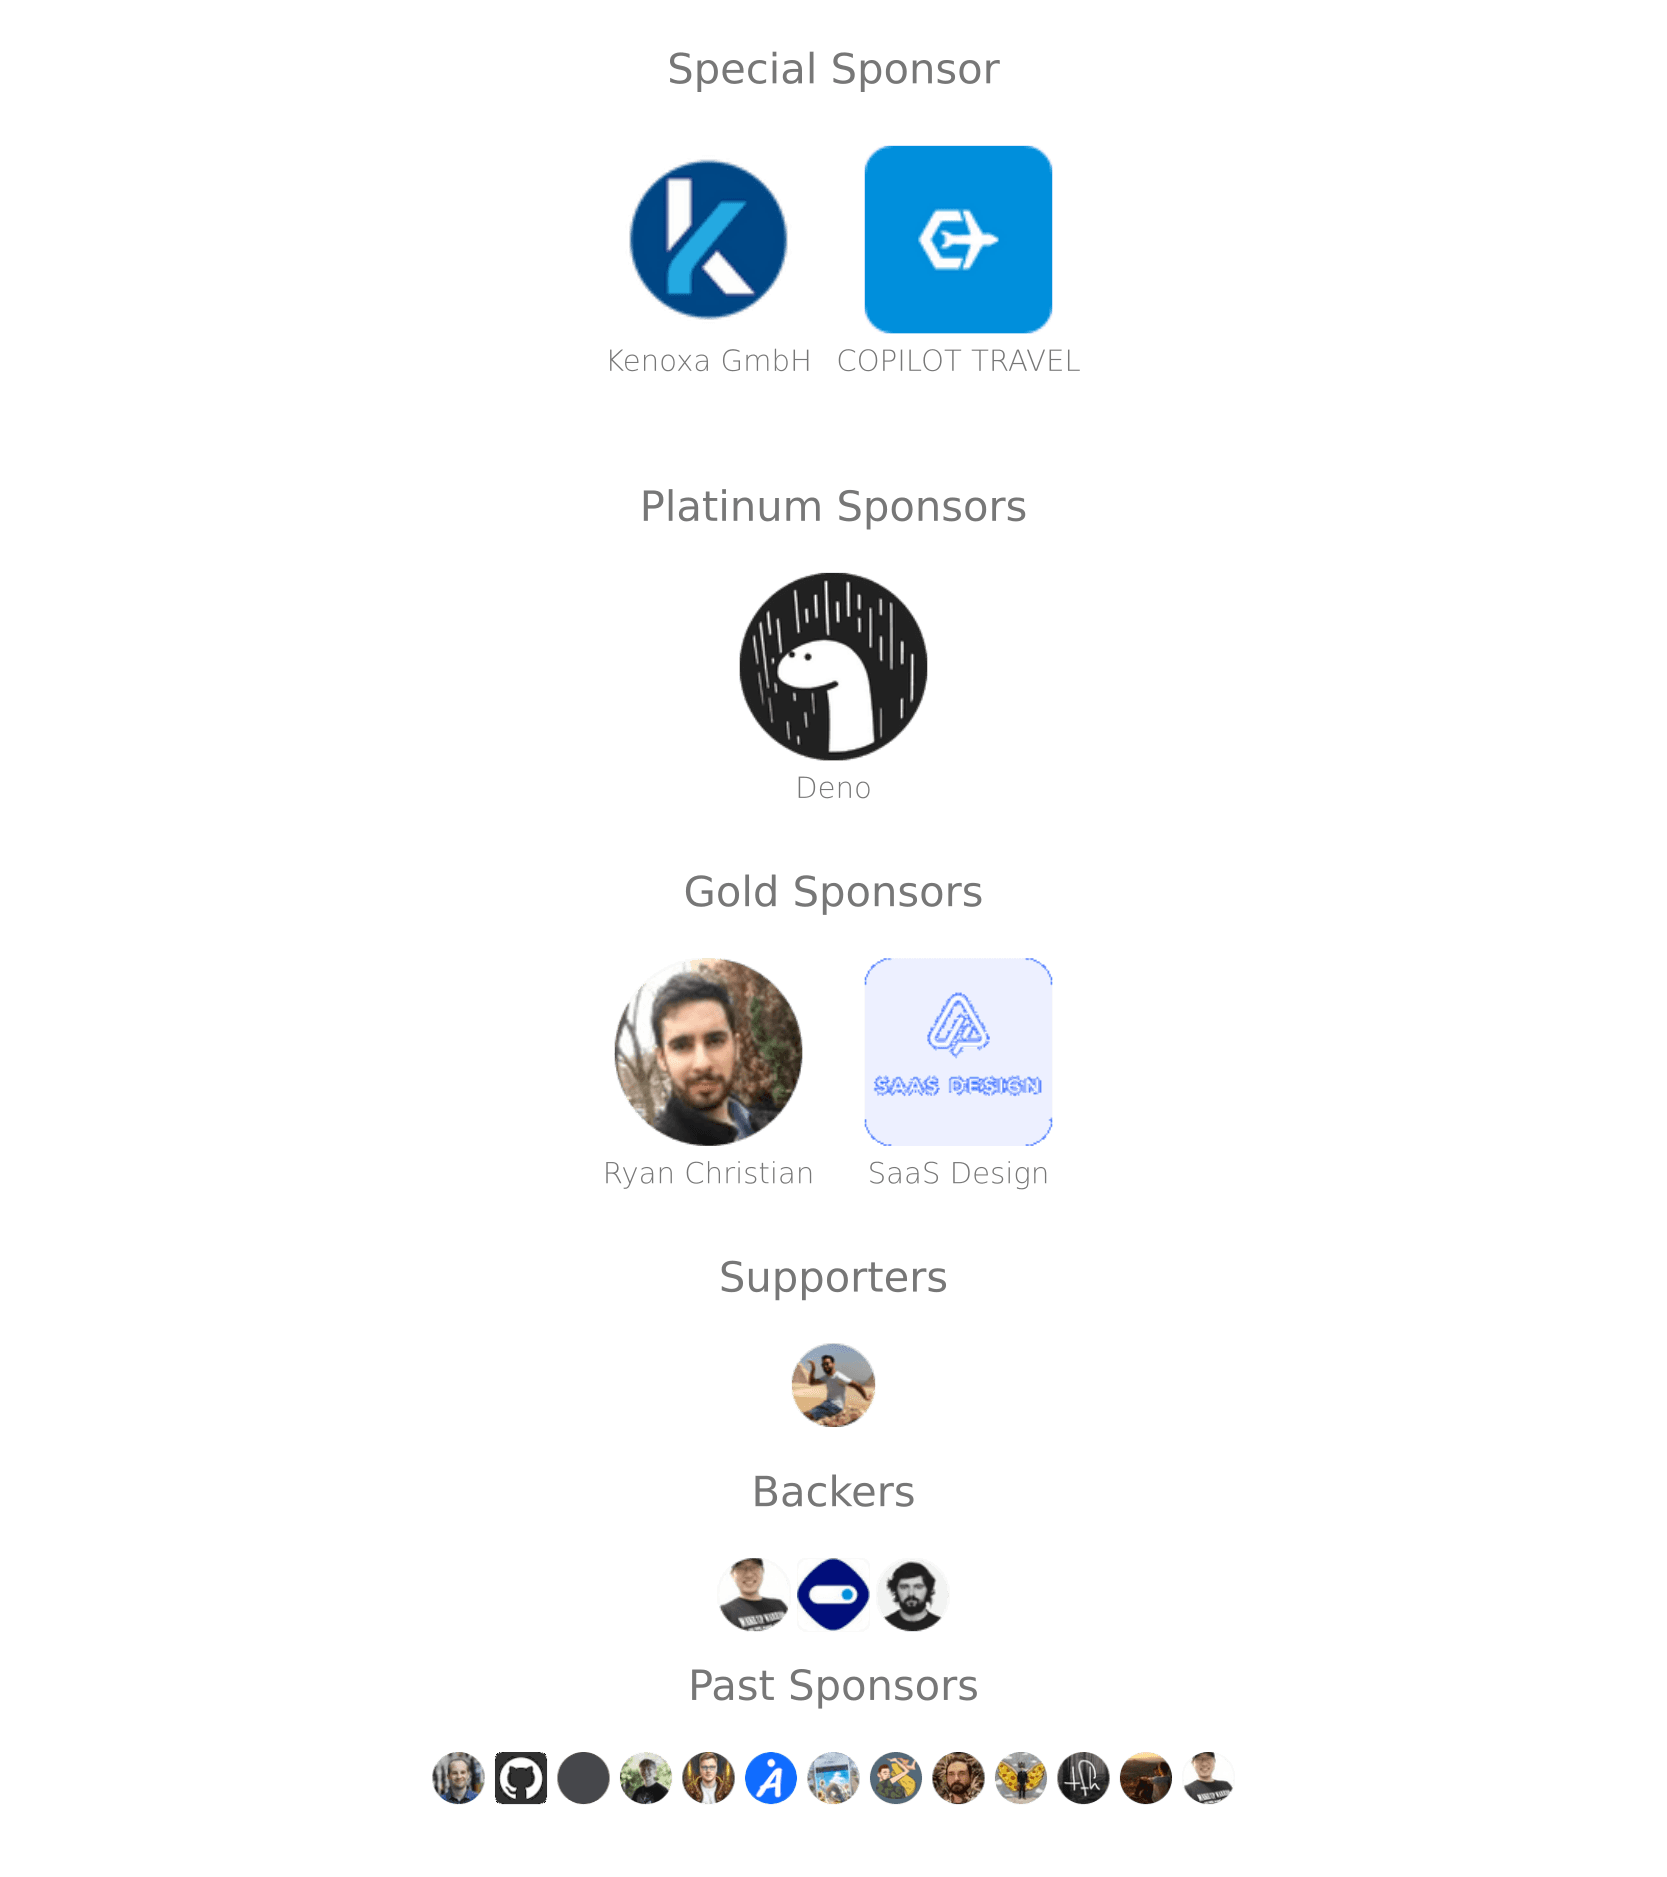 Special Sponsor
Kenoxa GmbH COPILOT TRAVEL
Platinum Sponsors
Deno
Gold Sponsors
SAAS DESIGN
Ryan Christian SaaS Design
Supporters
Backers
Past Sponsors
tfh